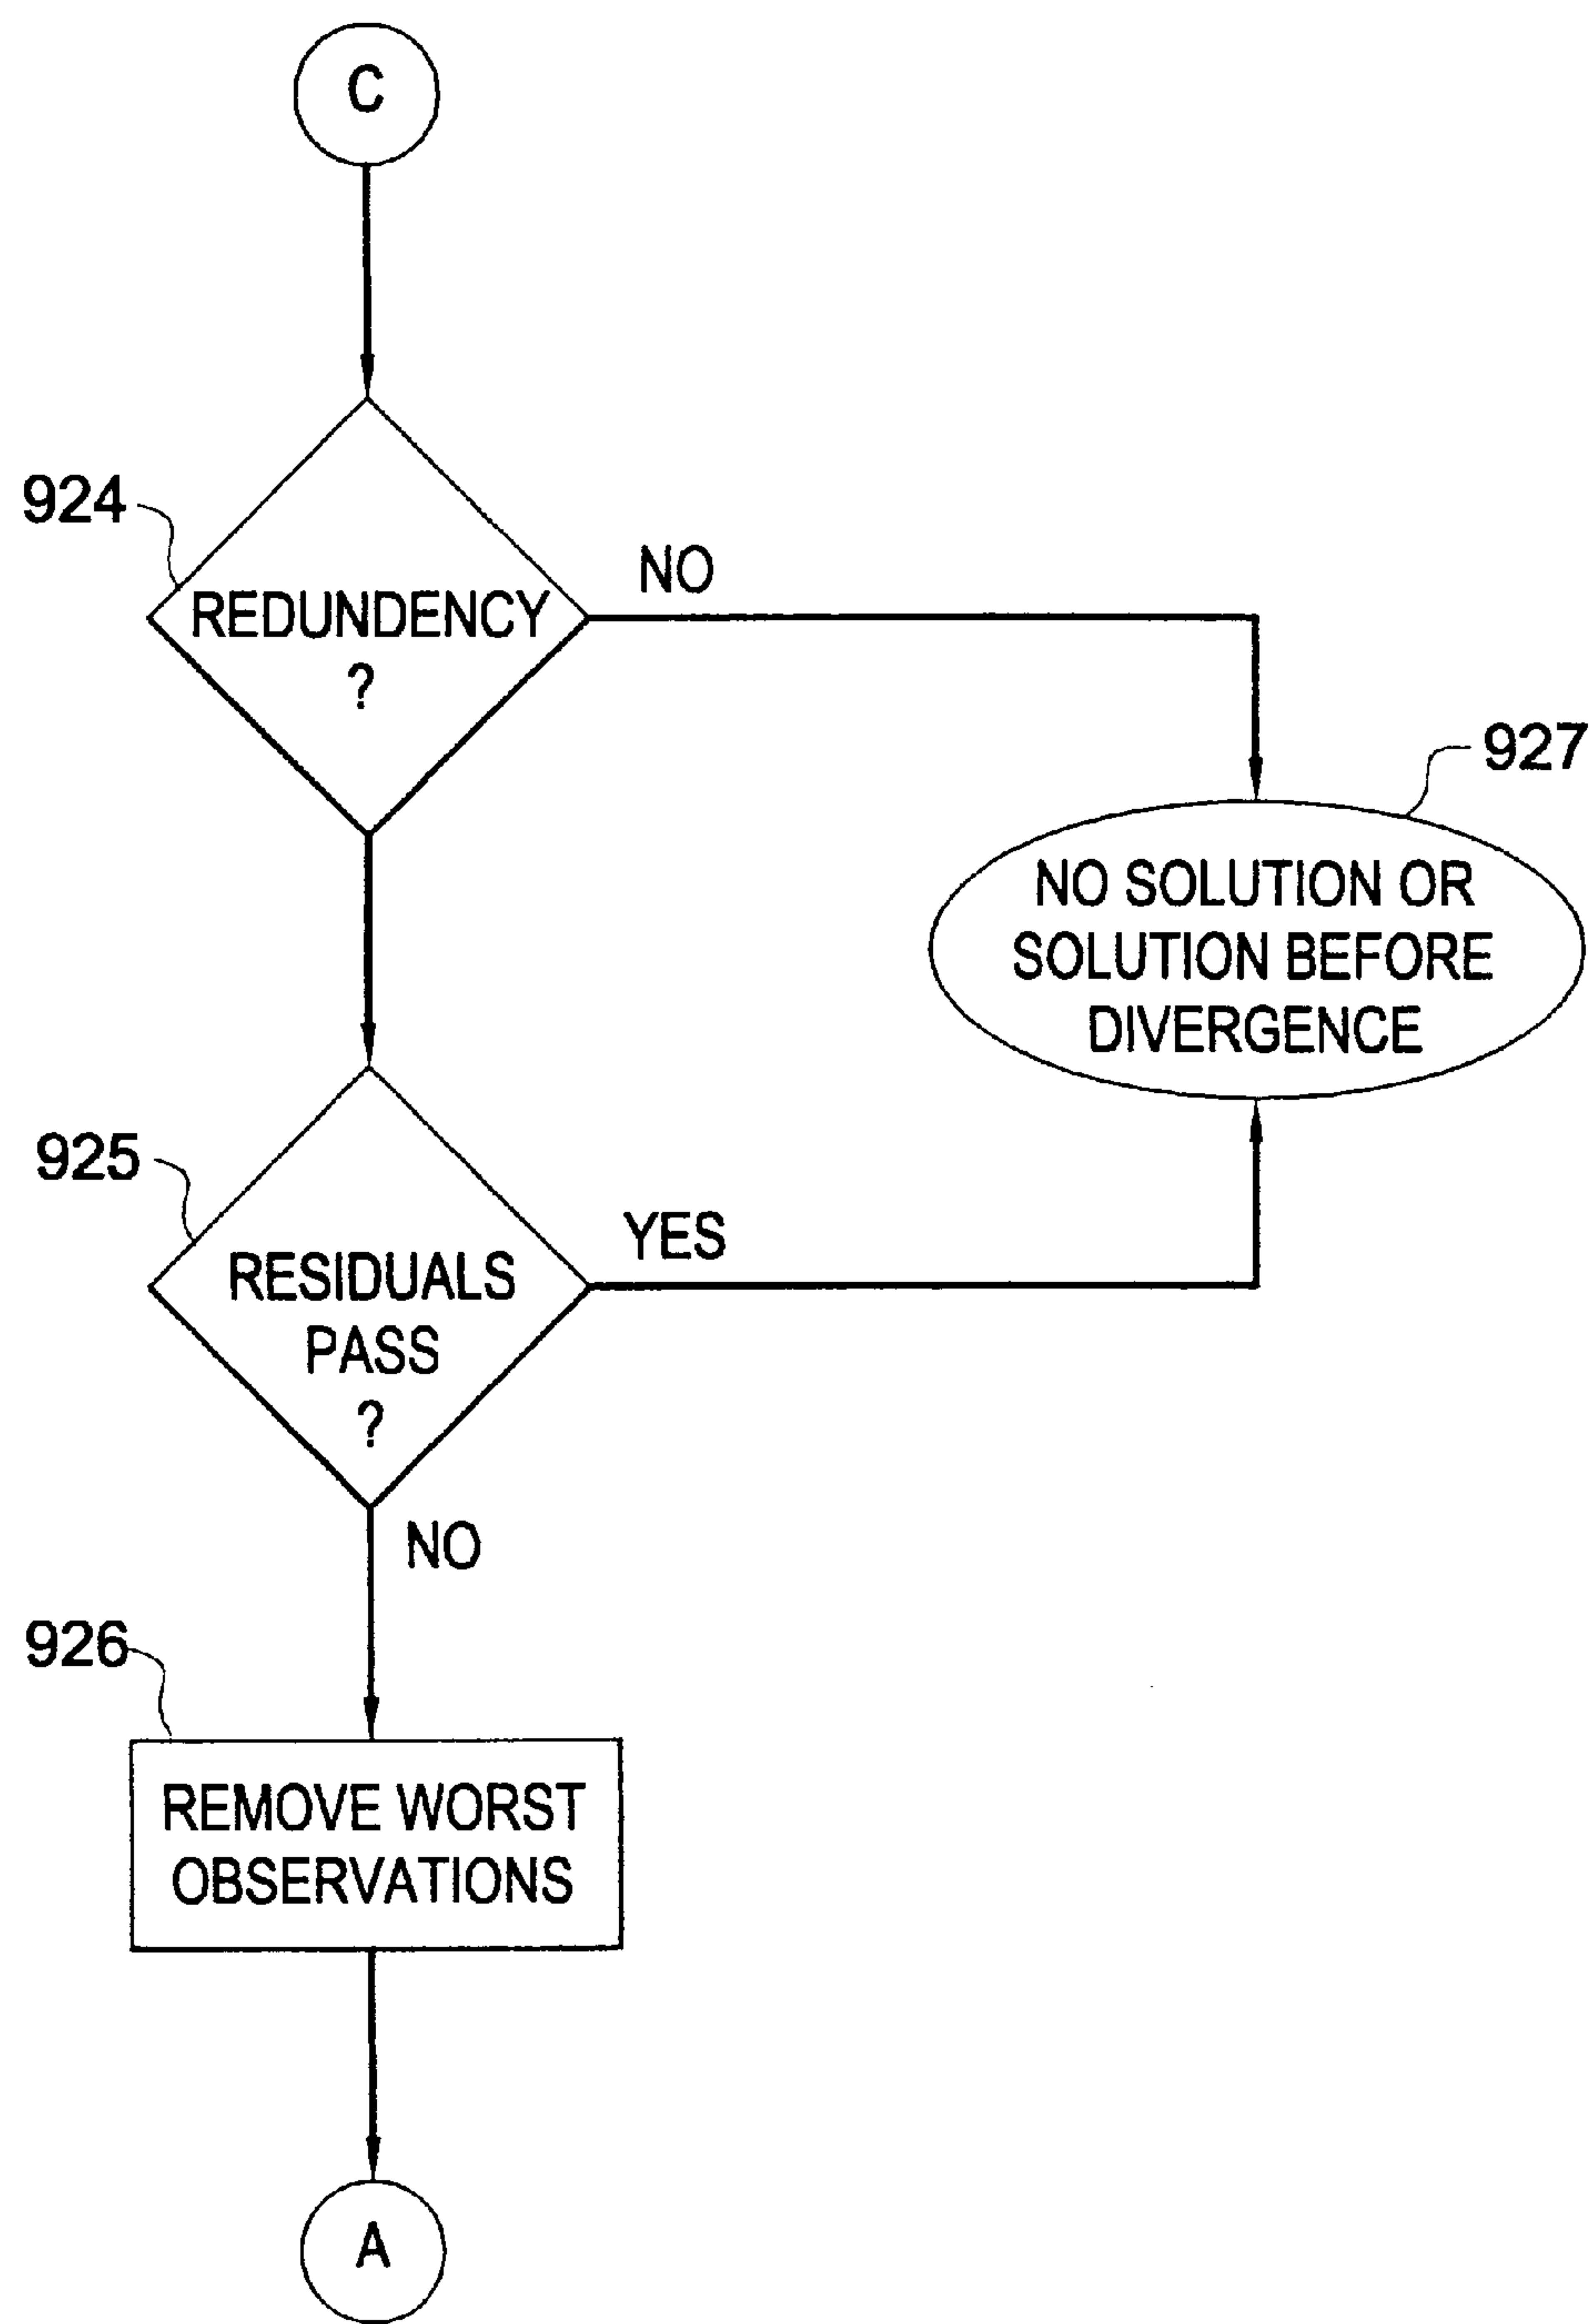 C
924
NO
REDUNDENCY
?
927
NO SOLUTION OR
SOLUTION BEFORE
DIVERGENCE
925
YES
RESIDUALS
PASS
?
NO
926
REMOVE WORST
OBSERVATIONS
A